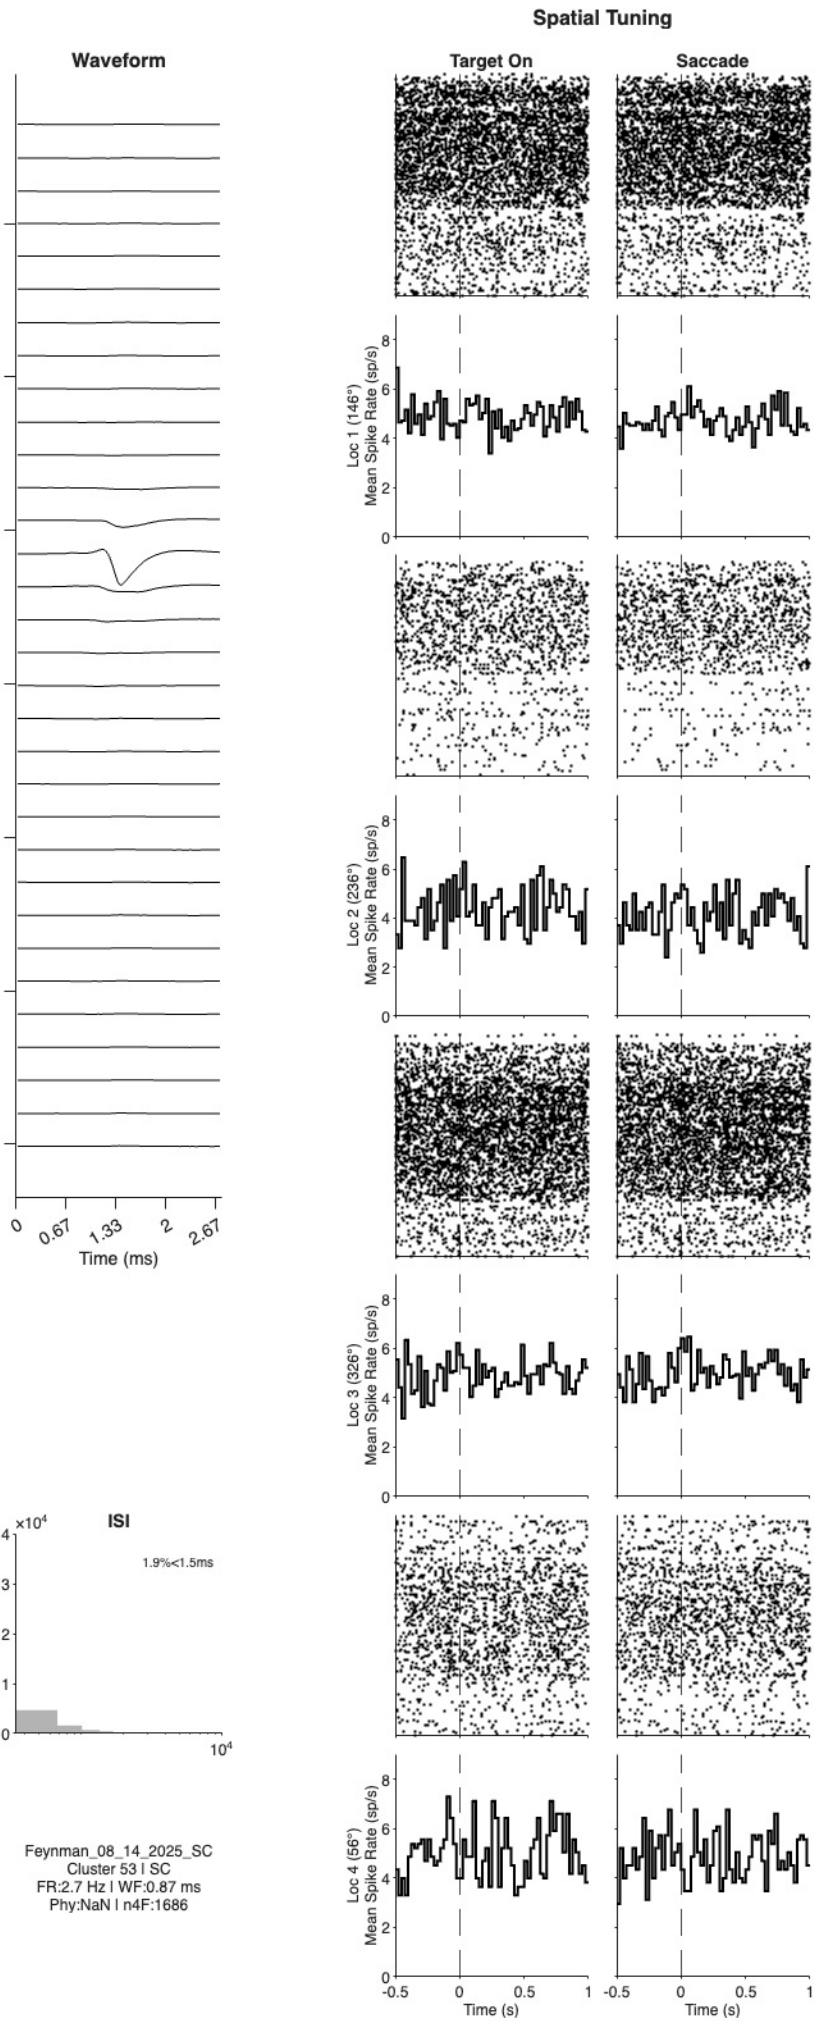 Spatial Tuning
Waveform
Target On
Saccade
8
6
4
2
0
Loc 1 (146°)
Mean Spike Rate (sp/s)
8
6
4
2
0
Loc 2 (236°)
Mean Spike Rate (sp/s)
0
0.67
1.33
2
2.67
Time (ms)
8
6
4
2
0
Loc 3 (326°)
Mean Spike Rate (sp/s)
×10⁴
ISI
1.9%<1.5ms
4
3
2
1
0
10⁴
Feynman_08_14_2025_SC
Cluster 53 | SC
FR:2.7 Hz | WF:0.87 ms
Phy:NaN | n4F:1686
8
6
4
2
0
Loc 4 (56°)
Mean Spike Rate (sp/s)
-0.5 0 0.5 1
Time (s)
-0.5 0 0.5 1
Time (s)